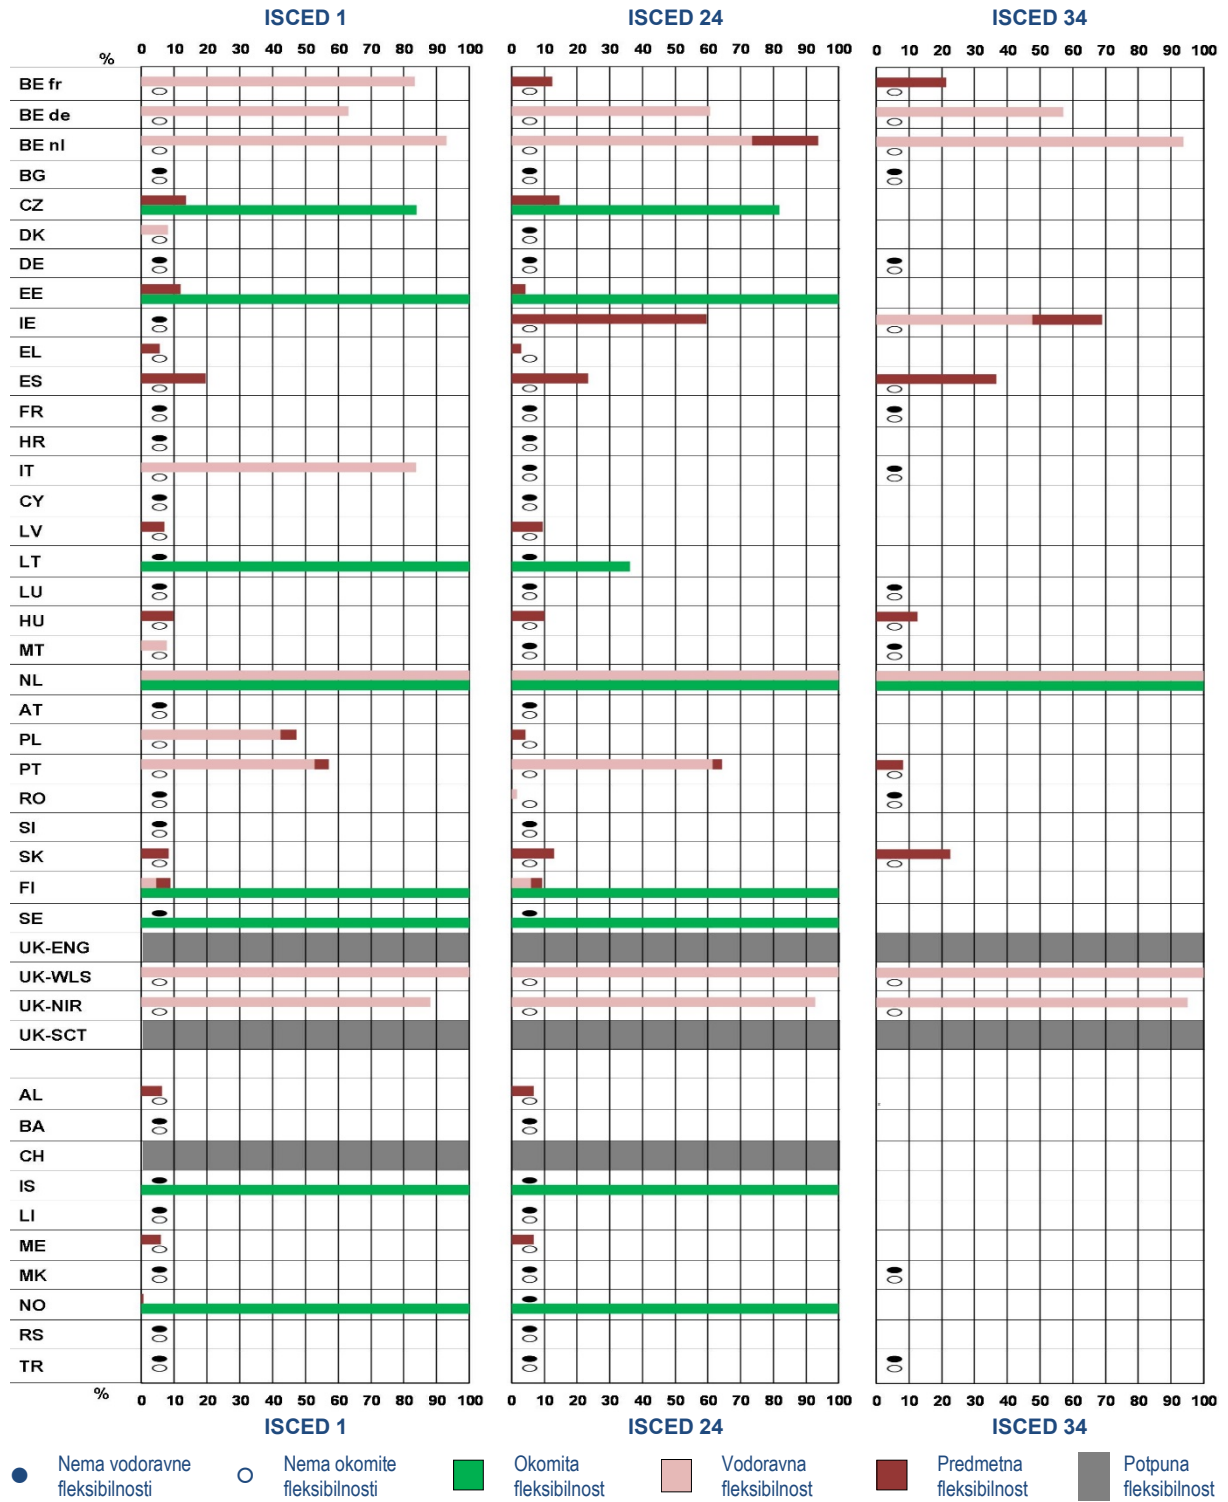 ISCED 1 ISCED 24 ISCED 34
% 0 10 20 30 40 50 60 70 80 90 100 0 10 20 30 40 50 60 70 80 90 100 0 10 20 30 40 50 60 70 80 90 100
BE fr
BE de
BE nl
BG
CZ
DK
DE
EE
IE
EL
ES
FR
HR
IT
CY
LV
LT
LU
HU
MT
NL
AT
PL
PT
RO
SI
SK
FI
SE
UK-ENG
UK-WLS
UK-NIR
UK-SCT
AL
BA
CH
IS
LI
ME
MK
NO
RS
TR
% 0 10 20 30 40 50 60 70 80 90 100 0 10 20 30 40 50 60 70 80 90 100 0 10 20 30 40 50 60 70 80 90 100
ISCED 1 ISCED 24 ISCED 34
Nema vodoravne fleksibilnosti
Nema okomite fleksibilnosti
Okomita fleksibilnost
Vodoravna fleksibilnost
Predmetna fleksibilnost
Potpuna fleksibilnost